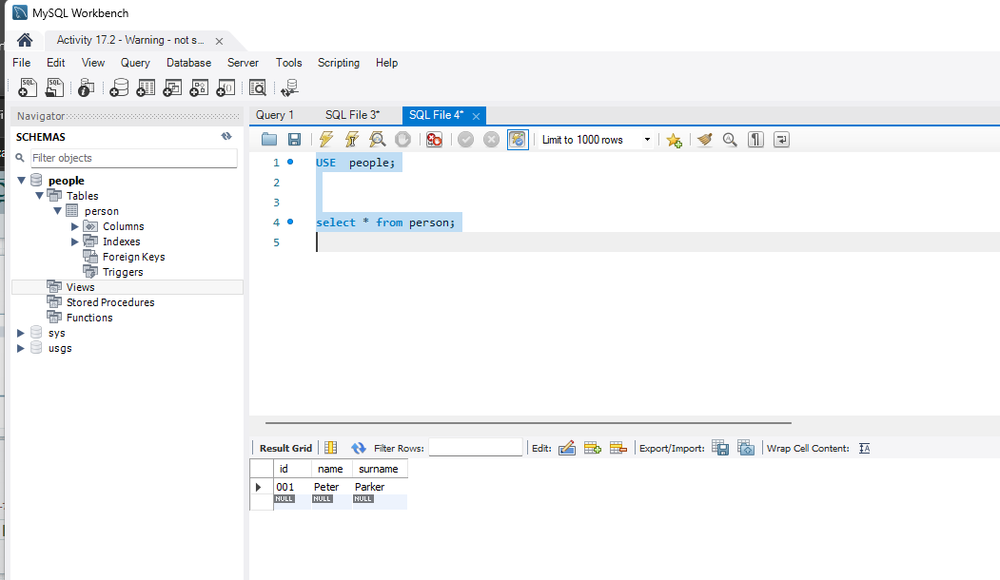 MySQL Workbench
Activity 17.2 - Warning - not s...
File Edit View Query Database Server Tools Scripting Help
Navigator
SCHEMAS
Filter objects
people
Tables
person
Columns
Indexes
Foreign Keys
Triggers
Views
Stored Procedures
Functions
sys
usgs
Query 1 SQL File 3* SQL File 4*
Limit to 1000 rows
1 USE people;
2
3
4 select * from person;
5
Result Grid Filter Rows: Edit: Export/Import: Wrap Cell Content:
id name surname
001 Peter Parker
NULL NULL NULL